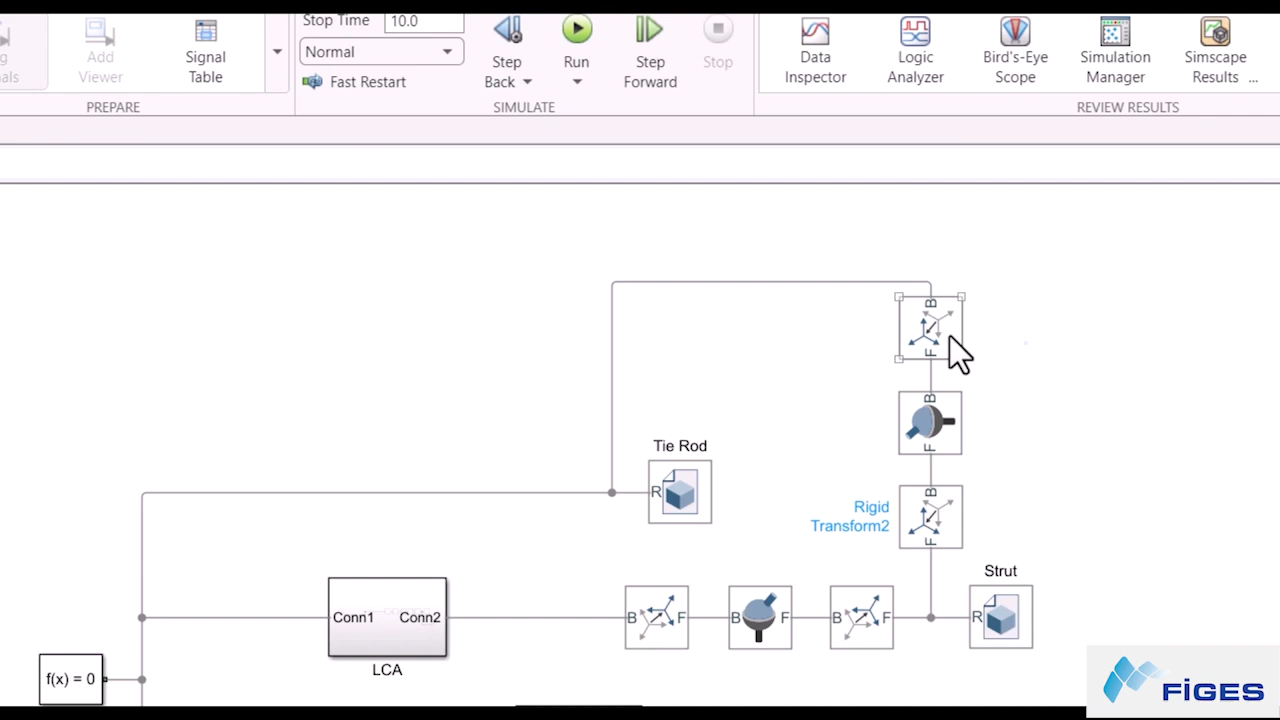 Stop Time 10.0
Normal
Fast Restart
Add
Viewer
Signal
Table
PREPARE
Step
Back
Run
Step
Forward
Stop
SIMULATE
Data
Inspector
Logic
Analyzer
Bird's-Eye
Scope
Simulation
Manager
Simscape
Results ...
REVIEW RESULTS
B
F
B
F
Tie Rod
R
Rigid
Transform2
B
F
Strut
R
Conn1 Conn2
LCA
B F
B F
B F
f(x) = 0
FiGES